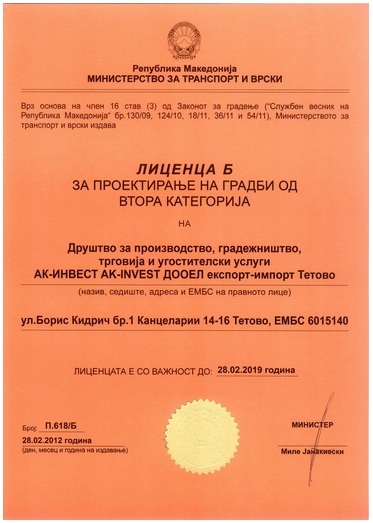 Република Македонија
МИНИСТЕРСТВО ЗА ТРАНСПОРТ И ВРСКИ
Врз основа на член 16 став (3) од Законот за градење ("Службен весник на
Република Македонија" бр.130/09, 124/10, 18/11, 36/11 и 54/11), Министерството за
транспорт и врски издава
ЛИЦЕНЦА Б
ЗА ПРОЕКТИРАЊЕ НА ГРАДБИ ОД
ВТОРА КАТЕГОРИЈА
НА
Друштво за производство, градежништво,
трговија и угостителски услуги
АК-ИНВЕСТ AK-INVEST ДООЕЛ експорт-импорт Тетово
(назив, седиште, адреса и ЕМБС на правното лице)
ул.Борис Кидрич бр.1 Канцеларии 14-16 Тетово, ЕМБС 6015140
ЛИЦЕНЦАТА Е СО ВАЖНОСТ ДО: 28.02.2019 година
Број: П.618/Б
28.02.2012 година
(ден, месец и година на издавање)
МИНИСТЕР
Миле Јанакиески